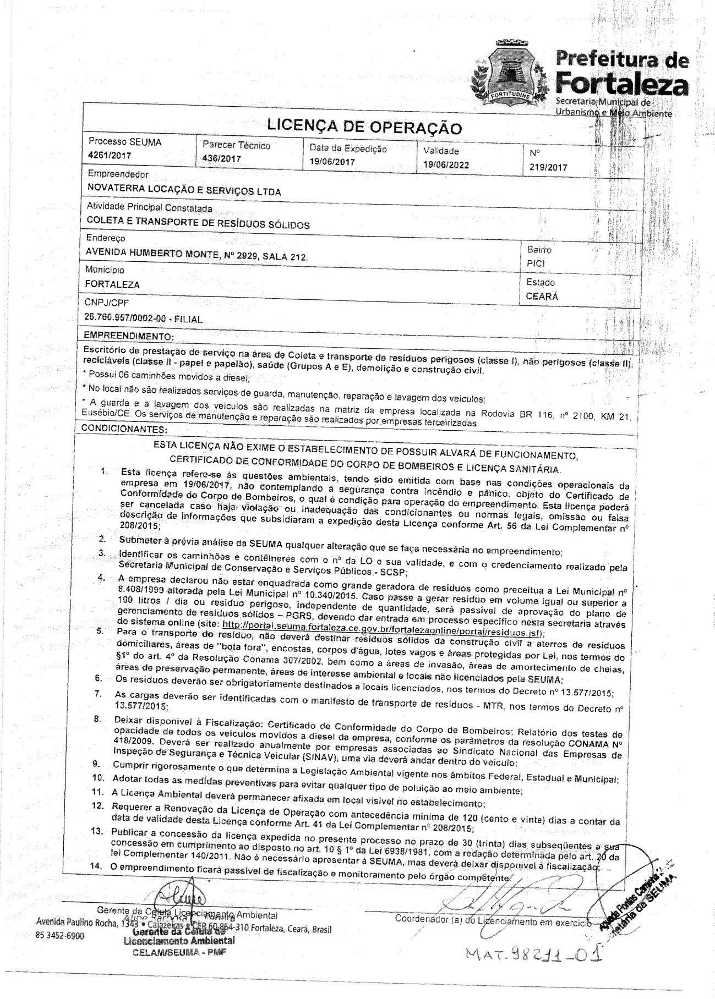 Prefeitura de
Fortaleza
Secretaria Municipal de
Urbanismo e Meio Ambiente
FORTITUDINE
LICENÇA DE OPERAÇÃO
Processo SEUMA
4261/2017
Parecer Técnico
436/2017
Data da Expedição
19/06/2017
Validade
19/06/2022
Nº
219/2017
Empreendedor
NOVATERRA LOCAÇÃO E SERVIÇOS LTDA
Atividade Principal Constatada
COLETA E TRANSPORTE DE RESÍDUOS SÓLIDOS
Endereço
AVENIDA HUMBERTO MONTE, Nº 2929, SALA 212.
Bairro
PICI
Município
FORTALEZA
Estado
CEARÁ
CNPJ/CPF
26.760.957/0002-00 - FILIAL
EMPREENDIMENTO:
Escritório de prestação de serviço na área de Coleta e transporte de resíduos perigosos (classe I), não perigosos (classe II),
recicláveis (classe II - papel e papelão), saúde (Grupos A e E), demolição e construção civil.
* Possui 06 caminhões movidos a diesel;
* No local não são realizados serviços de guarda, manutenção, reparação e lavagem dos veículos;
* A guarda e a lavagem dos veículos são realizadas na matriz da empresa localizada na Rodovia BR 116, nº 2100, KM 21,
Eusébio/CE. Os serviços de manutenção e reparação são realizados por empresas terceirizadas.
CONDICIONANTES:
ESTA LICENÇA NÃO EXIME O ESTABELECIMENTO DE POSSUIR ALVARÁ DE FUNCIONAMENTO,
CERTIFICADO DE CONFORMIDADE DO CORPO DE BOMBEIROS E LICENÇA SANITÁRIA.
1. Esta licença refere-se às questões ambientais, tendo sido emitida com base nas condições operacionais da
empresa em 19/06/2017, não contemplando a segurança contra incêndio e pânico, objeto do Certificado de
Conformidade do Corpo de Bombeiros, o qual é condição para operação do empreendimento. Esta licença poderá
ser cancelada caso haja violação ou inadequação das condicionantes ou normas legais, omissão ou falsa
descrição de informações que subsidiaram a expedição desta Licença conforme Art. 56 da Lei Complementar nº
208/2015;
2. Submeter à prévia análise da SEUMA qualquer alteração que se faça necessária no empreendimento;
3. Identificar os caminhões e contêineres com o nº da LO e sua validade, e com o credenciamento realizado pela
Secretaria Municipal de Conservação e Serviços Públicos - SCSP;
4. A empresa declarou não estar enquadrada como grande geradora de resíduos como preceitua a Lei Municipal nº
8.408/1999 alterada pela Lei Municipal nº 10.340/2015. Caso passe a gerar resíduo em volume igual ou superior a
100 litros / dia ou resíduo perigoso, independente de quantidade, será passível de aprovação do plano de
gerenciamento de resíduos sólidos – PGRS, devendo dar entrada em processo específico nesta secretaria através
do sistema online (site: http://portal.seuma.fortaleza.ce.gov.br/fortalezaonline/portal/residuos.jsf);
5. Para o transporte do resíduo, não deverá destinar resíduos sólidos da construção civil a aterros de resíduos
domiciliares, áreas de "bota fora", encostas, corpos d'água, lotes vagos e áreas protegidas por Lei, nos termos do
§1º do art. 4º da Resolução Conama 307/2002, bem como a áreas de invasão, áreas de amortecimento de cheias,
áreas de preservação permanente, áreas de interesse ambiental e locais não licenciados pela SEUMA;
6. Os resíduos deverão ser obrigatoriamente destinados a locais licenciados, nos termos do Decreto nº 13.577/2015;
7. As cargas deverão ser identificadas com o manifesto de transporte de resíduos - MTR, nos termos do Decreto nº
13.577/2015;
8. Deixar disponível à Fiscalização: Certificado de Conformidade do Corpo de Bombeiros; Relatório dos testes de
opacidade de todos os veículos movidos a diesel da empresa, conforme os parâmetros da resolução CONAMA Nº
418/2009. Deverá ser realizado anualmente por empresas associadas ao Sindicato Nacional das Empresas de
Inspeção de Segurança e Técnica Veicular (SINAV), uma via deverá andar dentro do veículo;
9. Cumprir rigorosamente o que determina a Legislação Ambiental vigente nos âmbitos Federal, Estadual e Municipal;
10. Adotar todas as medidas preventivas para evitar qualquer tipo de poluição ao meio ambiente;
11. A Licença Ambiental deverá permanecer afixada em local visível no estabelecimento;
12. Requerer a Renovação da Licença de Operação com antecedência mínima de 120 (cento e vinte) dias a contar da
data de validade desta Licença conforme Art. 41 da Lei Complementar nº 208/2015;
13. Publicar a concessão da licença expedida no presente processo no prazo de 30 (trinta) dias subseqüentes a sua
concessão em cumprimento ao disposto no art. 10 § 1º da Lei 6938/1981, com a redação determinada pelo art. 20 da
lei Complementar 140/2011. Não é necessário apresentar à SEUMA, mas deverá deixar disponível à fiscalização;
14. O empreendimento ficará passível de fiscalização e monitoramento pelo órgão competente.
Gerente da Célula Licenciamento Ambiental
Coordenador (a) do Licenciamento em exercício
Avenida Paulino Rocha, 1343 • Cajazeiras • CEP 60.864-310 Fortaleza, Ceará, Brasil
85 3452-6900
Aline Barbosa
Gerente da Célula de
Licenciamento Ambiental
CELAM/SEUMA - PMF
Agueda Pontes Caminha
Secretária da SEUMA
MAT. 98211-01